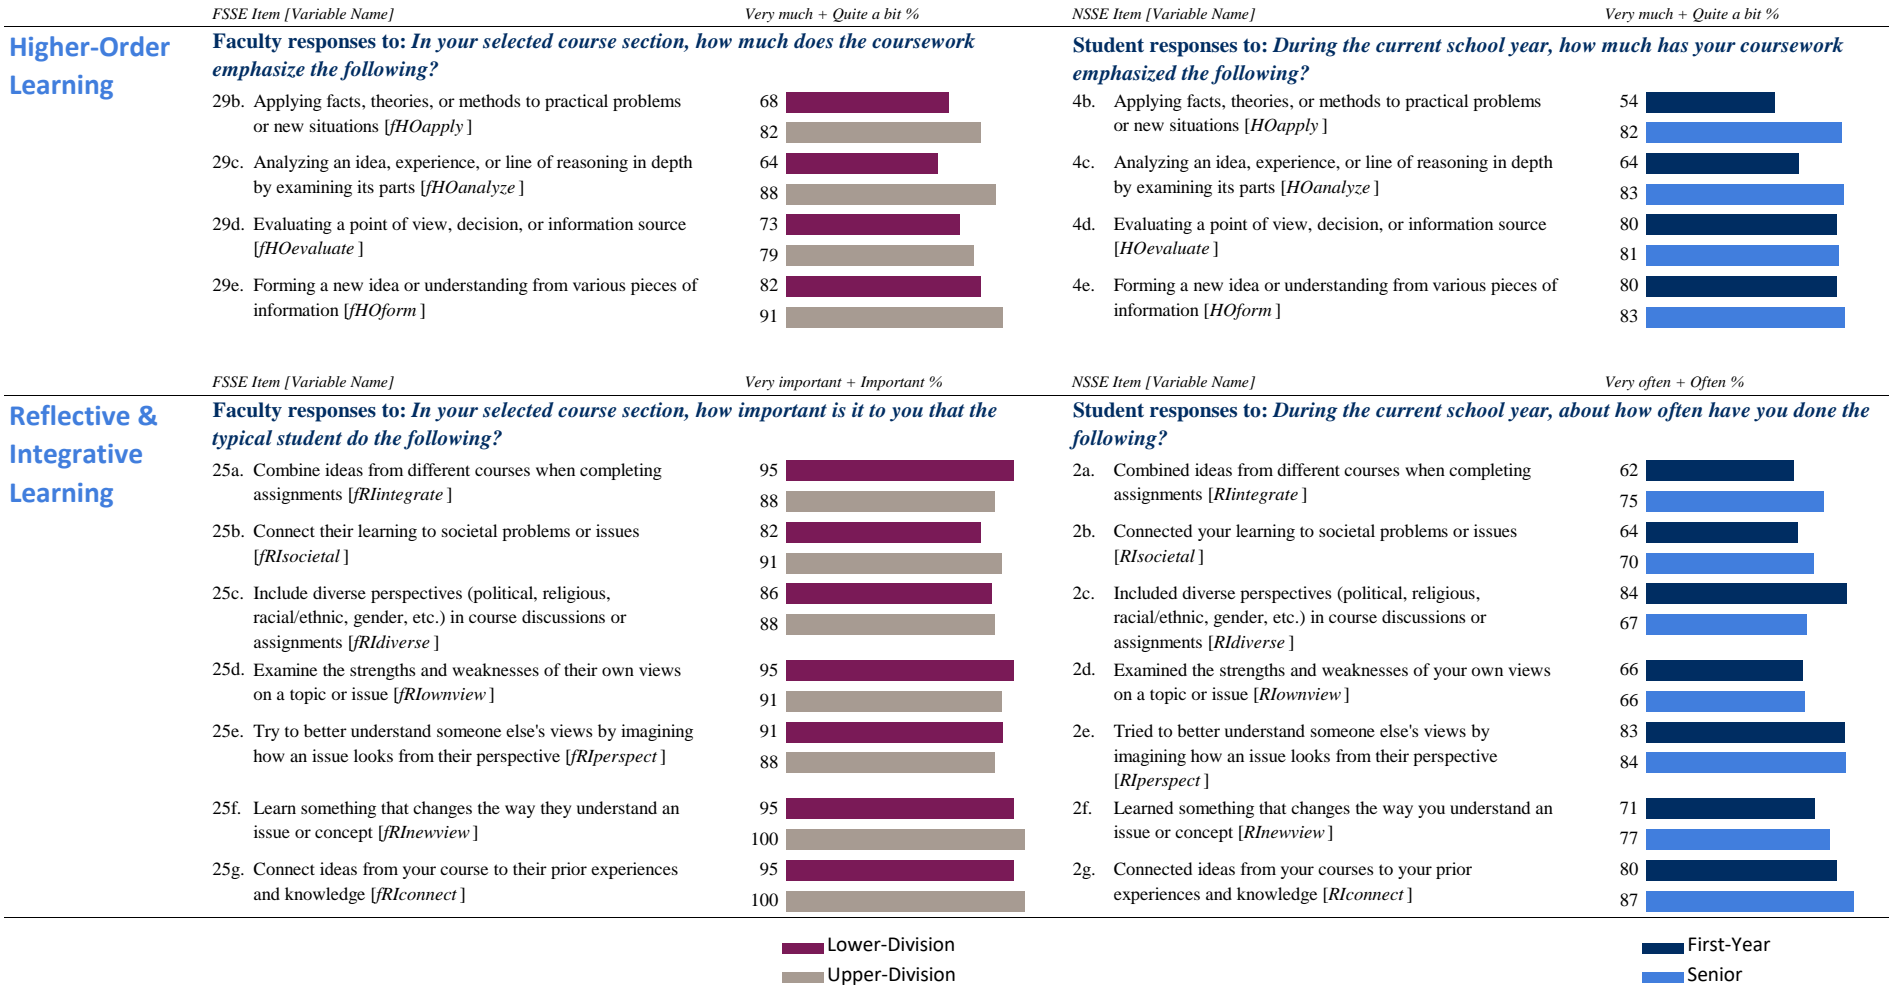 FSSE Item [Variable Name] Very much + Quite a bit % NSSE Item [Variable Name] Very much + Quite a bit %
Higher-Order
Learning
Faculty responses to: In your selected course section, how much does the coursework
emphasize the following?
29b. Applying facts, theories, or methods to practical problems
or new situations [fHOapply ]
68
82
29c. Analyzing an idea, experience, or line of reasoning in depth
by examining its parts [fHOanalyze ]
64
88
29d. Evaluating a point of view, decision, or information source
[fHOevaluate ]
73
79
29e. Forming a new idea or understanding from various pieces of
information [fHOform ]
82
91
Student responses to: During the current school year, how much has your coursework
emphasized the following?
4b. Applying facts, theories, or methods to practical problems
or new situations [HOapply ]
54
82
4c. Analyzing an idea, experience, or line of reasoning in depth
by examining its parts [HOanalyze ]
64
83
4d. Evaluating a point of view, decision, or information source
[HOevaluate ]
80
81
4e. Forming a new idea or understanding from various pieces of
information [HOform ]
80
83
FSSE Item [Variable Name] Very important + Important % NSSE Item [Variable Name] Very often + Often %
Reflective &
Integrative
Learning
Faculty responses to: In your selected course section, how important is it to you that the
typical student do the following?
25a. Combine ideas from different courses when completing
assignments [fRIintegrate ]
95
88
25b. Connect their learning to societal problems or issues
[fRIsocietal ]
82
91
25c. Include diverse perspectives (political, religious,
racial/ethnic, gender, etc.) in course discussions or
assignments [fRIdiverse ]
86
88
25d. Examine the strengths and weaknesses of their own views
on a topic or issue [fRIownview ]
95
91
25e. Try to better understand someone else's views by imagining
how an issue looks from their perspective [fRIperspect ]
91
88
25f. Learn something that changes the way they understand an
issue or concept [fRInewview ]
95
100
25g. Connect ideas from your course to their prior experiences
and knowledge [fRIconnect ]
95
100
Student responses to: During the current school year, about how often have you done the
following?
2a. Combined ideas from different courses when completing
assignments [RIintegrate ]
62
75
2b. Connected your learning to societal problems or issues
[RIsocietal ]
64
70
2c. Included diverse perspectives (political, religious,
racial/ethnic, gender, etc.) in course discussions or
assignments [RIdiverse ]
84
67
2d. Examined the strengths and weaknesses of your own views
on a topic or issue [RIownview ]
66
66
2e. Tried to better understand someone else's views by
imagining how an issue looks from their perspective
[RIperspect ]
83
84
2f. Learned something that changes the way you understand an
issue or concept [RInewview ]
71
77
2g. Connected ideas from your courses to your prior
experiences and knowledge [RIconnect ]
80
87
Lower-Division
Upper-Division
First-Year
Senior